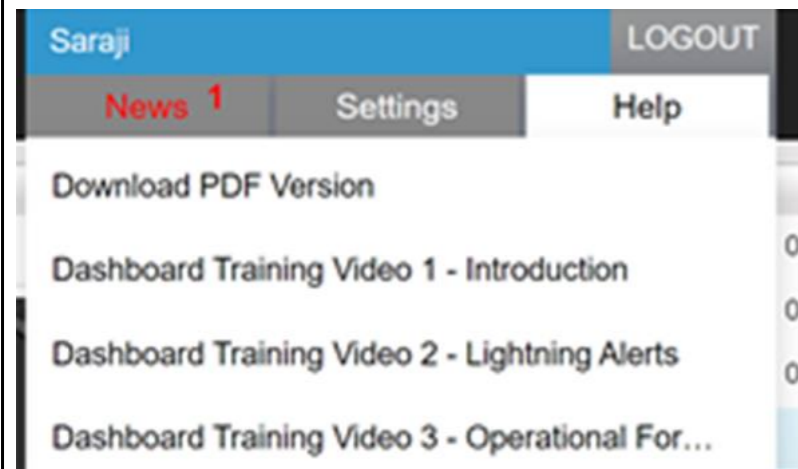 Saraji LOGOUT
News 1 Settings Help
Download PDF Version
Dashboard Training Video 1 - Introduction
Dashboard Training Video 2 - Lightning Alerts
Dashboard Training Video 3 - Operational For...